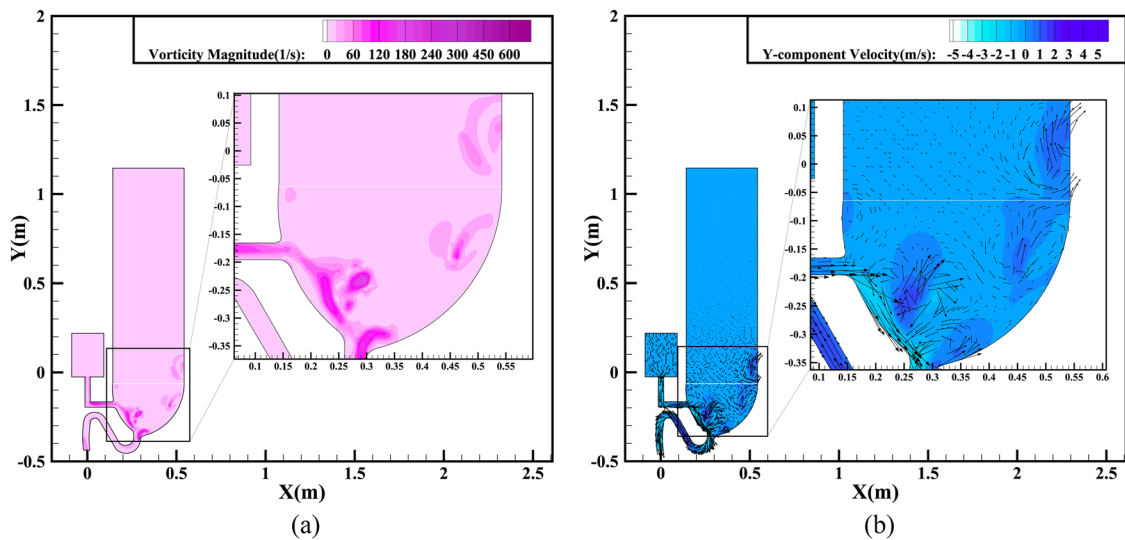 Vorticity Magnitude(1/s): 0 60 120 180 240 300 450 600
2
1.5
1
0.5
0
-0.5
Y(m)
0.1
0.05
0
-0.05
-0.1
-0.15
-0.2
-0.25
-0.3
-0.35
0.1 0.15 0.2 0.25 0.3 0.35 0.4 0.45 0.5 0.55
0 0.5 1 1.5 2 2.5
X(m)
(a)
Y-component Velocity(m/s): -5 -4 -3 -2 -1 0 1 2 3 4 5
2
1.5
1
0.5
0
-0.5
Y(m)
0.1
0.05
0
-0.05
-0.1
-0.15
-0.2
-0.25
-0.3
-0.35
0.1 0.15 0.2 0.25 0.3 0.35 0.4 0.45 0.5 0.55 0.6
0 0.5 1 1.5 2 2.5
X(m)
(b)